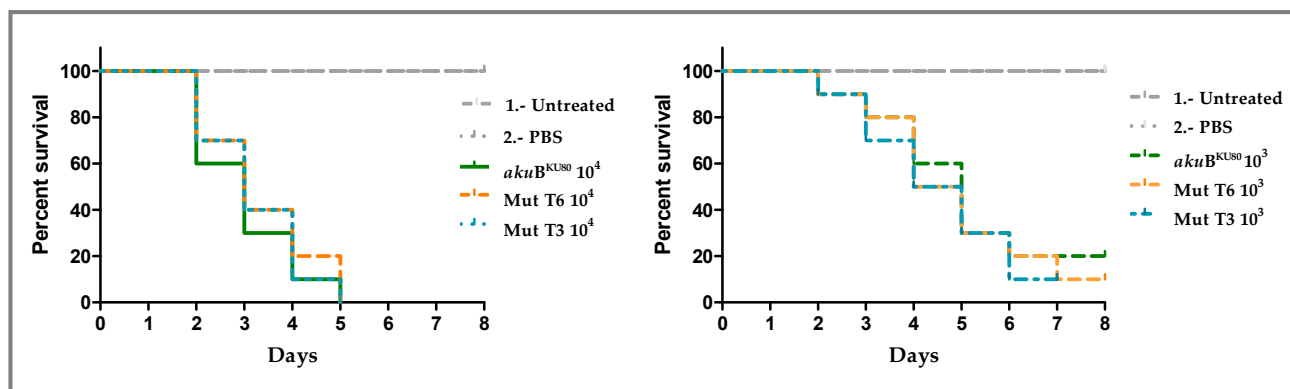 Percent survival
100
80
60
40
20
0
0 1 2 3 4 5 6 7 8
Days
1.- Untreated
2.- PBS
akuBᴷᵁ⁸⁰ 10⁴
Mut T6 10⁴
Mut T3 10⁴
Percent survival
100
80
60
40
20
0
0 1 2 3 4 5 6 7 8
Days
1.- Untreated
2.- PBS
akuBᴷᵁ⁸⁰ 10³
Mut T6 10³
Mut T3 10³